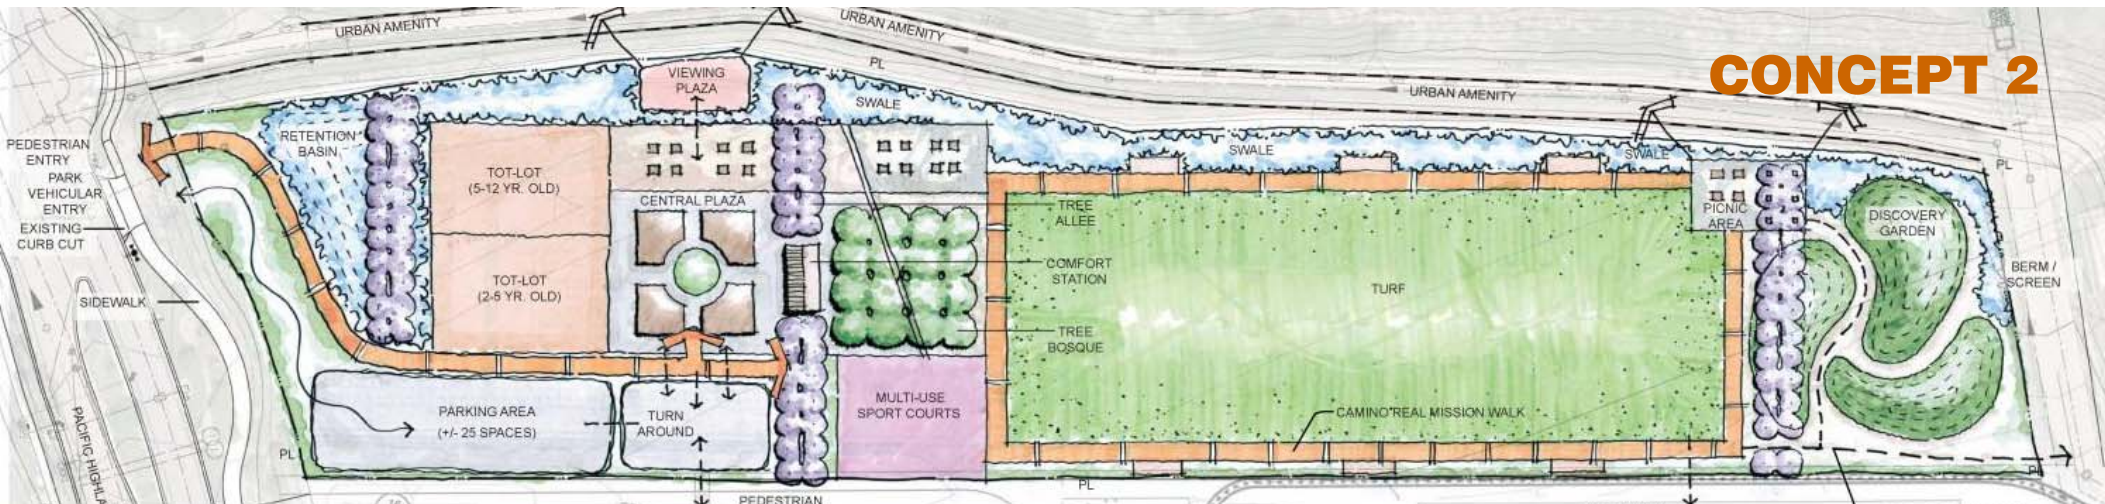 URBAN AMENITY
URBAN AMENITY
CONCEPT 2
PL
VIEWING
PLAZA
URBAN AMENITY
SWALE
PEDESTRIAN
ENTRY
PARK
VEHICULAR
ENTRY
EXISTING
CURB CUT
RETENTION
BASIN
TOT-LOT
(5-12 YR. OLD)
SWALE
SWALE
PL
CENTRAL PLAZA
TREE
ALLEE
PICNIC
AREA
DISCOVERY
GARDEN
SIDEWALK
TOT-LOT
(2-5 YR. OLD)
COMFORT
STATION
TURF
BERM /
SCREEN
TREE
BOSQUE
PARKING AREA
(+/- 25 SPACES)
TURN
AROUND
MULTI-USE
SPORT COURTS
CAMINO REAL MISSION WALK
PL
PL
PL
PACIFIC
PEDESTRIAN